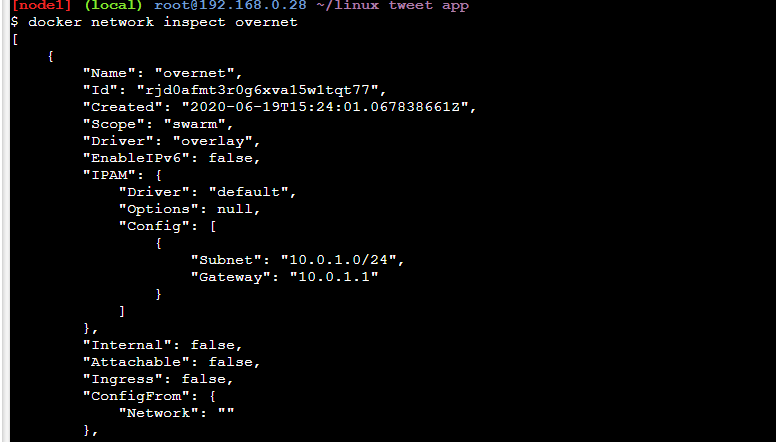 [node1] (local) root@192.168.0.28 ~/linux tweet app
$ docker network inspect overnet
[
    {
        "Name": "overnet",
        "Id": "rjd0afmt3r0g6xva15w1tqt77",
        "Created": "2020-06-19T15:24:01.067838661Z",
        "Scope": "swarm",
        "Driver": "overlay",
        "EnableIPv6": false,
        "IPAM": {
            "Driver": "default",
            "Options": null,
            "Config": [
                {
                    "Subnet": "10.0.1.0/24",
                    "Gateway": "10.0.1.1"
                }
            ]
        },
        "Internal": false,
        "Attachable": false,
        "Ingress": false,
        "ConfigFrom": {
            "Network": ""
        },